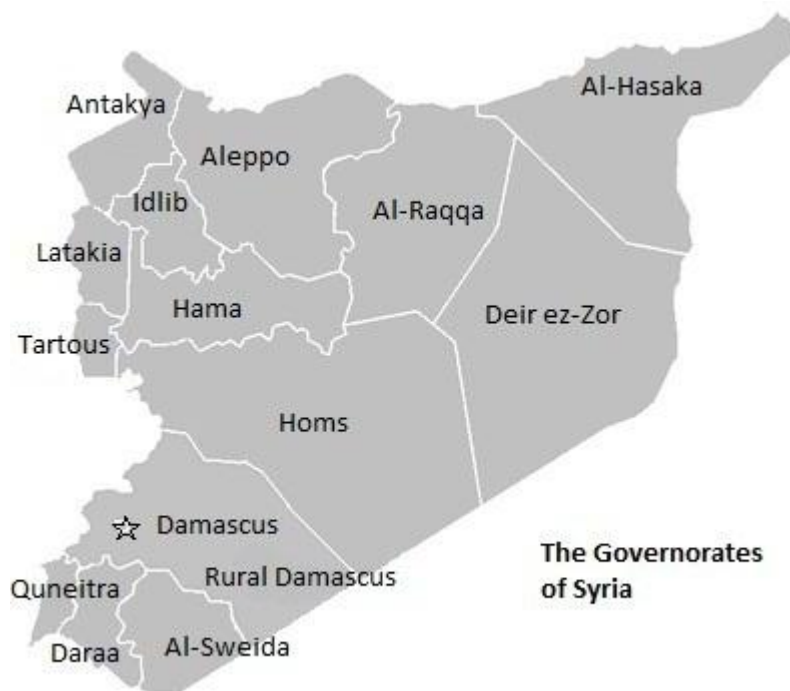 Al-Hasaka
Antakya
Aleppo
Idlib
Al-Raqqa
Latakia
Hama
Deir ez-Zor
Tartous
Homs
Damascus
Rural Damascus
Quneitra
Daraa
Al-Sweida
The Governorates
of Syria